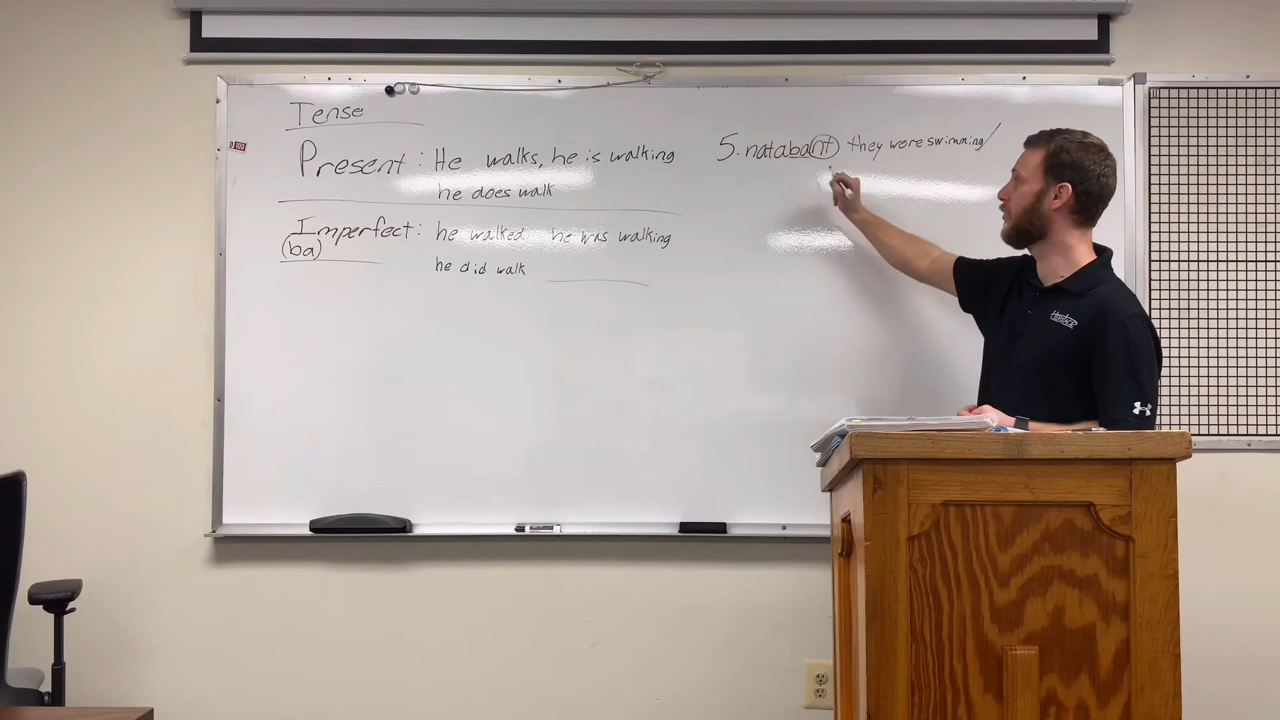 Tense
Present: He walks, he is walking
he does walk
Imperfect: he walked he was walking
(ba)
he did walk
5. natabant they were swimming/